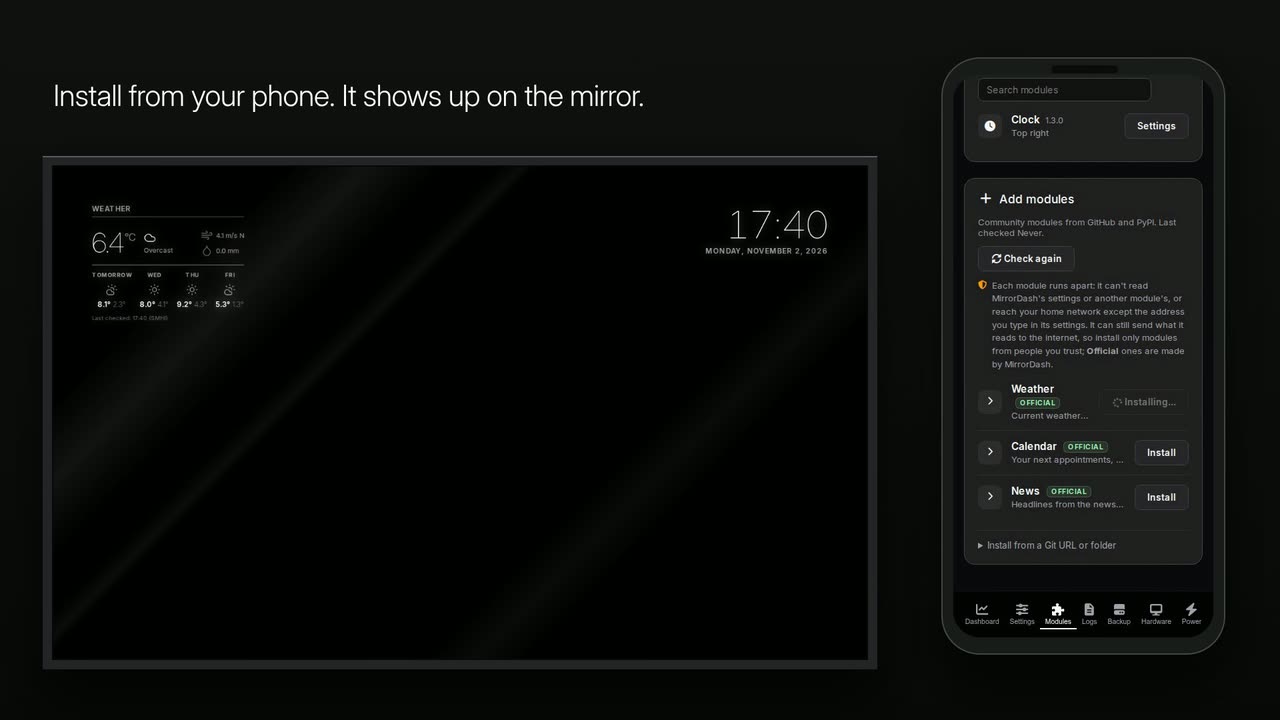 Install from your phone. It shows up on the mirror.
WEATHER
6.4°C
Overcast
4.1 m/s N
0.0 mm
TOMORROW WED THU FRI
8.1° 2.3° 8.0° 4.1° 9.2° 4.3° 5.3° 1.3°
Last checked: 17:40 (SMHI)
17:40
MONDAY, NOVEMBER 2, 2026
Search modules
Clock 1.3.0
Top right
Settings
Add modules
Community modules from GitHub and PyPI. Last
checked Never.
Check again
Each module runs apart: it can't read
MirrorDash's settings or another module's, or
reach your home network except the address
you type in its settings. It can still send what it
reads to the internet, so install only modules
from people you trust; Official ones are made
by MirrorDash.
Weather
OFFICIAL
Current weather...
Installing...
Calendar OFFICIAL
Your next appointments, ...
Install
News OFFICIAL
Headlines from the news...
Install
Install from a Git URL or folder
Dashboard Settings Modules Logs Backup Hardware Power